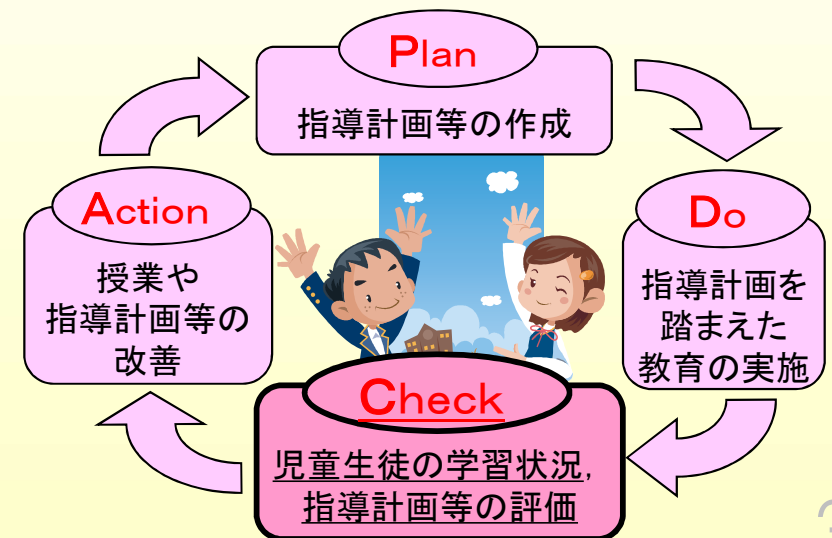 Plan
指導計画等の作成
Action
授業や
指導計画等の
改善
Do
指導計画を
踏まえた
教育の実施
Check
児童生徒の学習状況,
指導計画等の評価